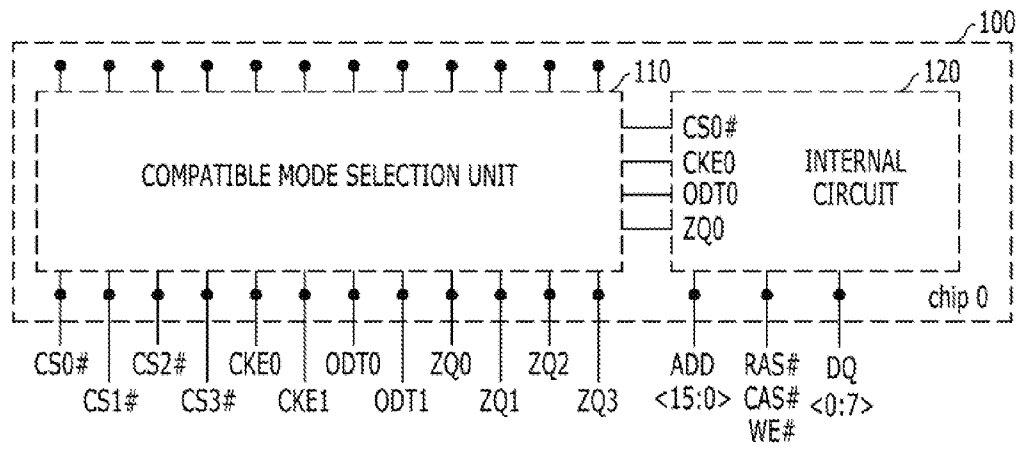 100
110
120
CS0#
CKE0
ODT0
ZQ0
COMPATIBLE MODE SELECTION UNIT
INTERNAL
CIRCUIT
chip 0
CS0# CS2# CKE0 ODT0 ZQ0 ZQ2 ADD RAS# DQ
CS1# CS3# CKE1 ODT1 ZQ1 ZQ3 <15:0> CAS# <0:7>
WE#